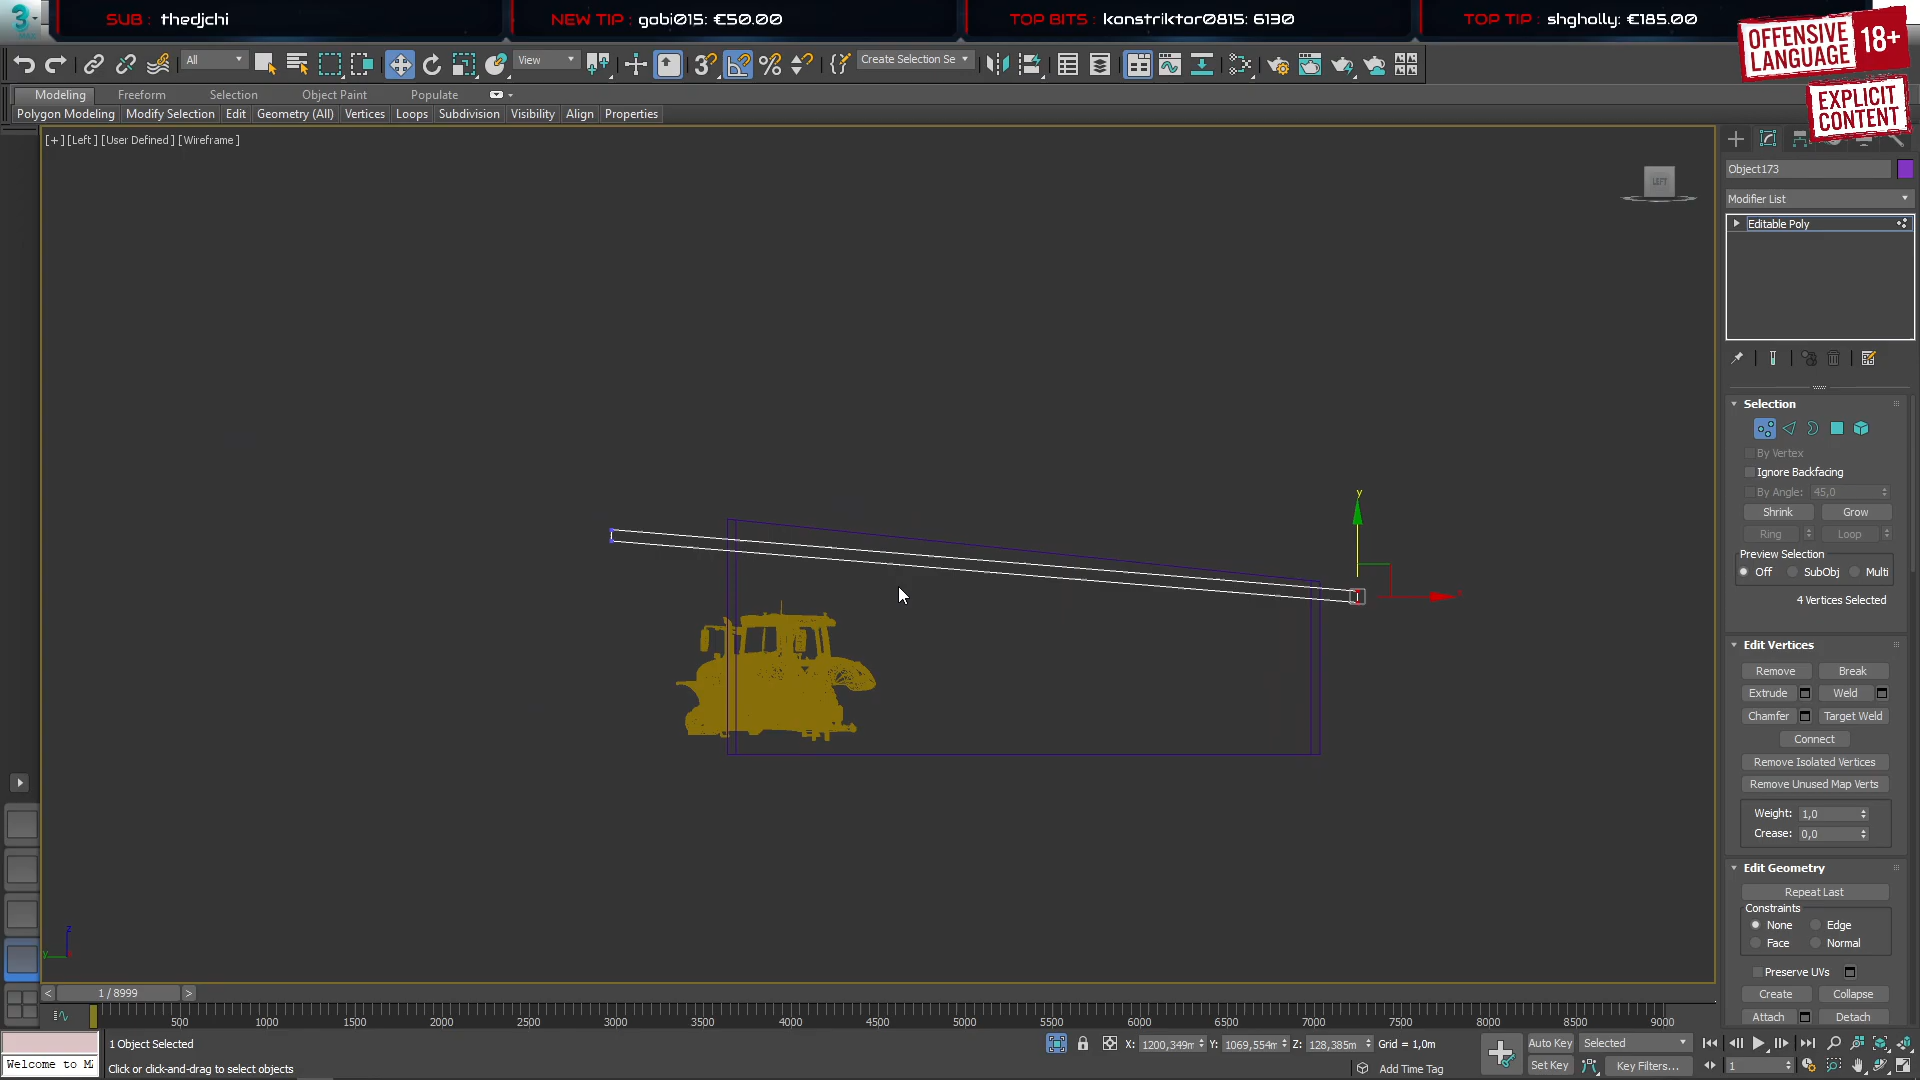 SUB : thedjchi
NEW TIP : gabi015: €50.00
TOP BITS : konstriktor0815: 6130
TOP TIP : shgholly: €185.00
OFFENSIVE LANGUAGE 18+
EXPLICIT CONTENT
All
View
Create Selection Se
Modeling
Freeform
Selection
Object Paint
Populate
Polygon Modeling
Modify Selection
Edit
Geometry (All)
Vertices
Loops
Subdivision
Visibility
Align
Properties
[+] [Left ] [User Defined ] [Wireframe ]
LEFT
Object173
Modifier List
Editable Poly
Selection
By Vertex
Ignore Backfacing
By Angle: 45,0
Shrink Grow
Ring Loop
Preview Selection
Off SubObj Multi
4 Vertices Selected
Edit Vertices
Remove Break
Extrude Weld
Chamfer Target Weld
Connect
Remove Isolated Vertices
Remove Unused Map Verts
Weight: 1,0
Crease: 0,0
Edit Geometry
Repeat Last
Constraints
None Edge
Face Normal
Preserve UVs
Create Collapse
Attach Detach
y
x
z
y
< 1 / 8999 >
500 1000 1500 2000 2500 3000 3500 4000 4500 5000 5500 6000 6500 7000 7500 8000 8500 9000
1 Object Selected
X: 1200,349m Y: 1069,554m Z: 128,385m Grid = 1,0m
Auto Key Selected
Welcome to M
Click or click-and-drag to select objects
Add Time Tag
Set Key Key Filters...
1